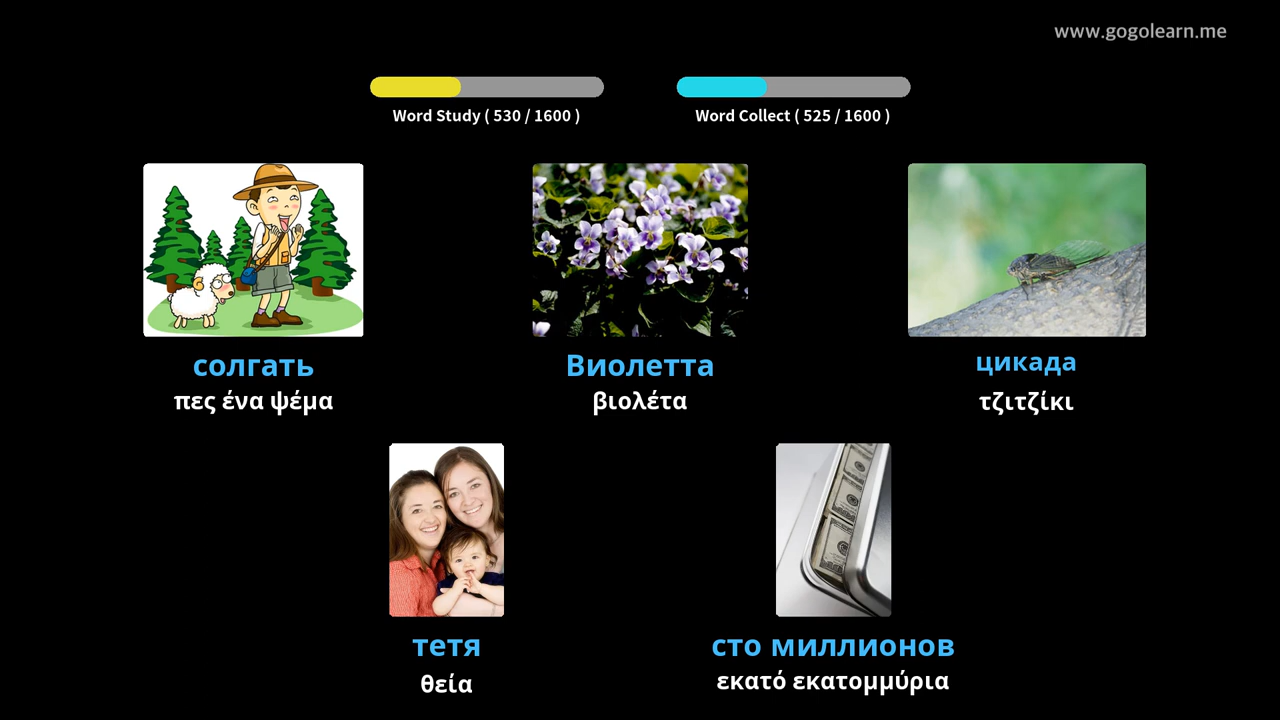 www.gogolearn.me
Word Study ( 530 / 1600 )
Word Collect ( 525 / 1600 )
солгать
Виолетта
цикада
πες ένα ψέμα
βιολέτα
τζιτζίκι
тетя
сто миллионов
θεία
εκατό εκατομμύρια